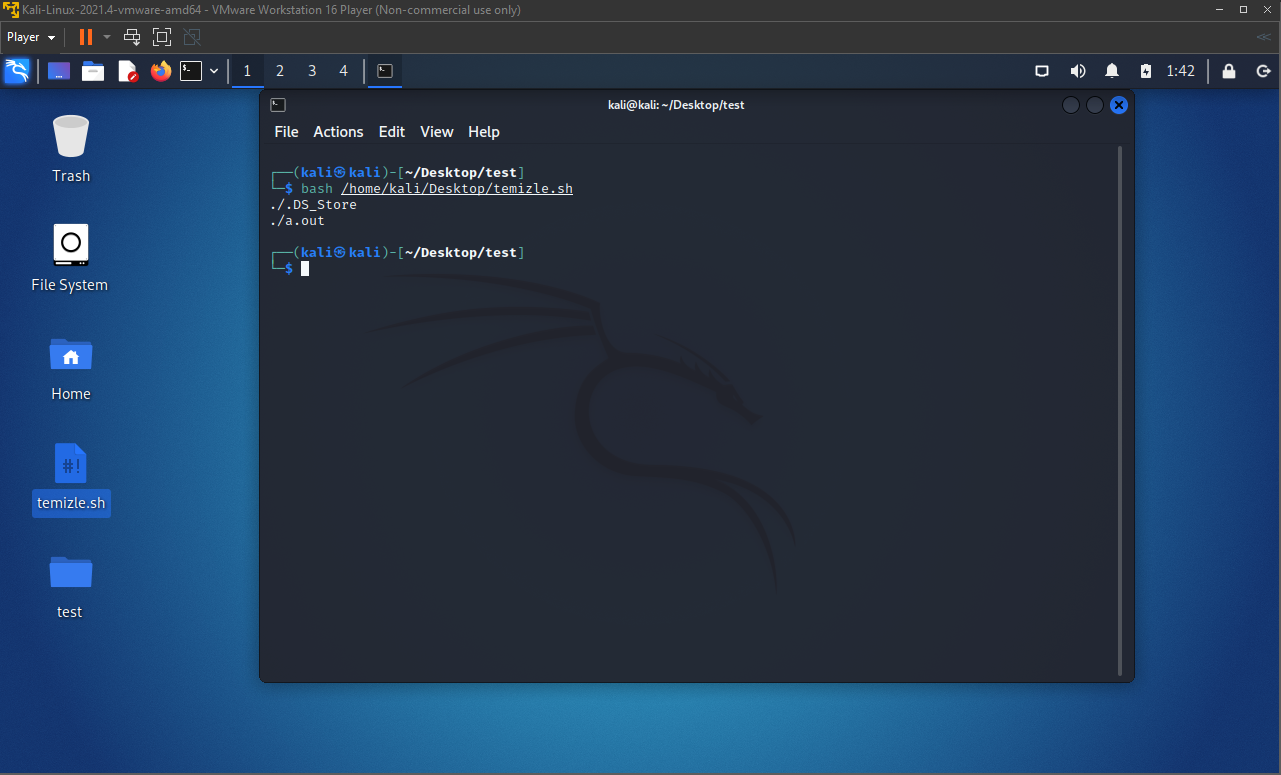 Kali-Linux-2021.4-vmware-amd64 - VMware Workstation 16 Player (Non-commercial use only)
Player
1 2 3 4
1:42
kali@kali: ~/Desktop/test
File Actions Edit View Help
Trash
File System
Home
#!
temizle.sh
test
┌──(kali㉿kali)-[~/Desktop/test]
└─$ bash /home/kali/Desktop/temizle.sh
./.DS_Store
./a.out
┌──(kali㉿kali)-[~/Desktop/test]
└─$